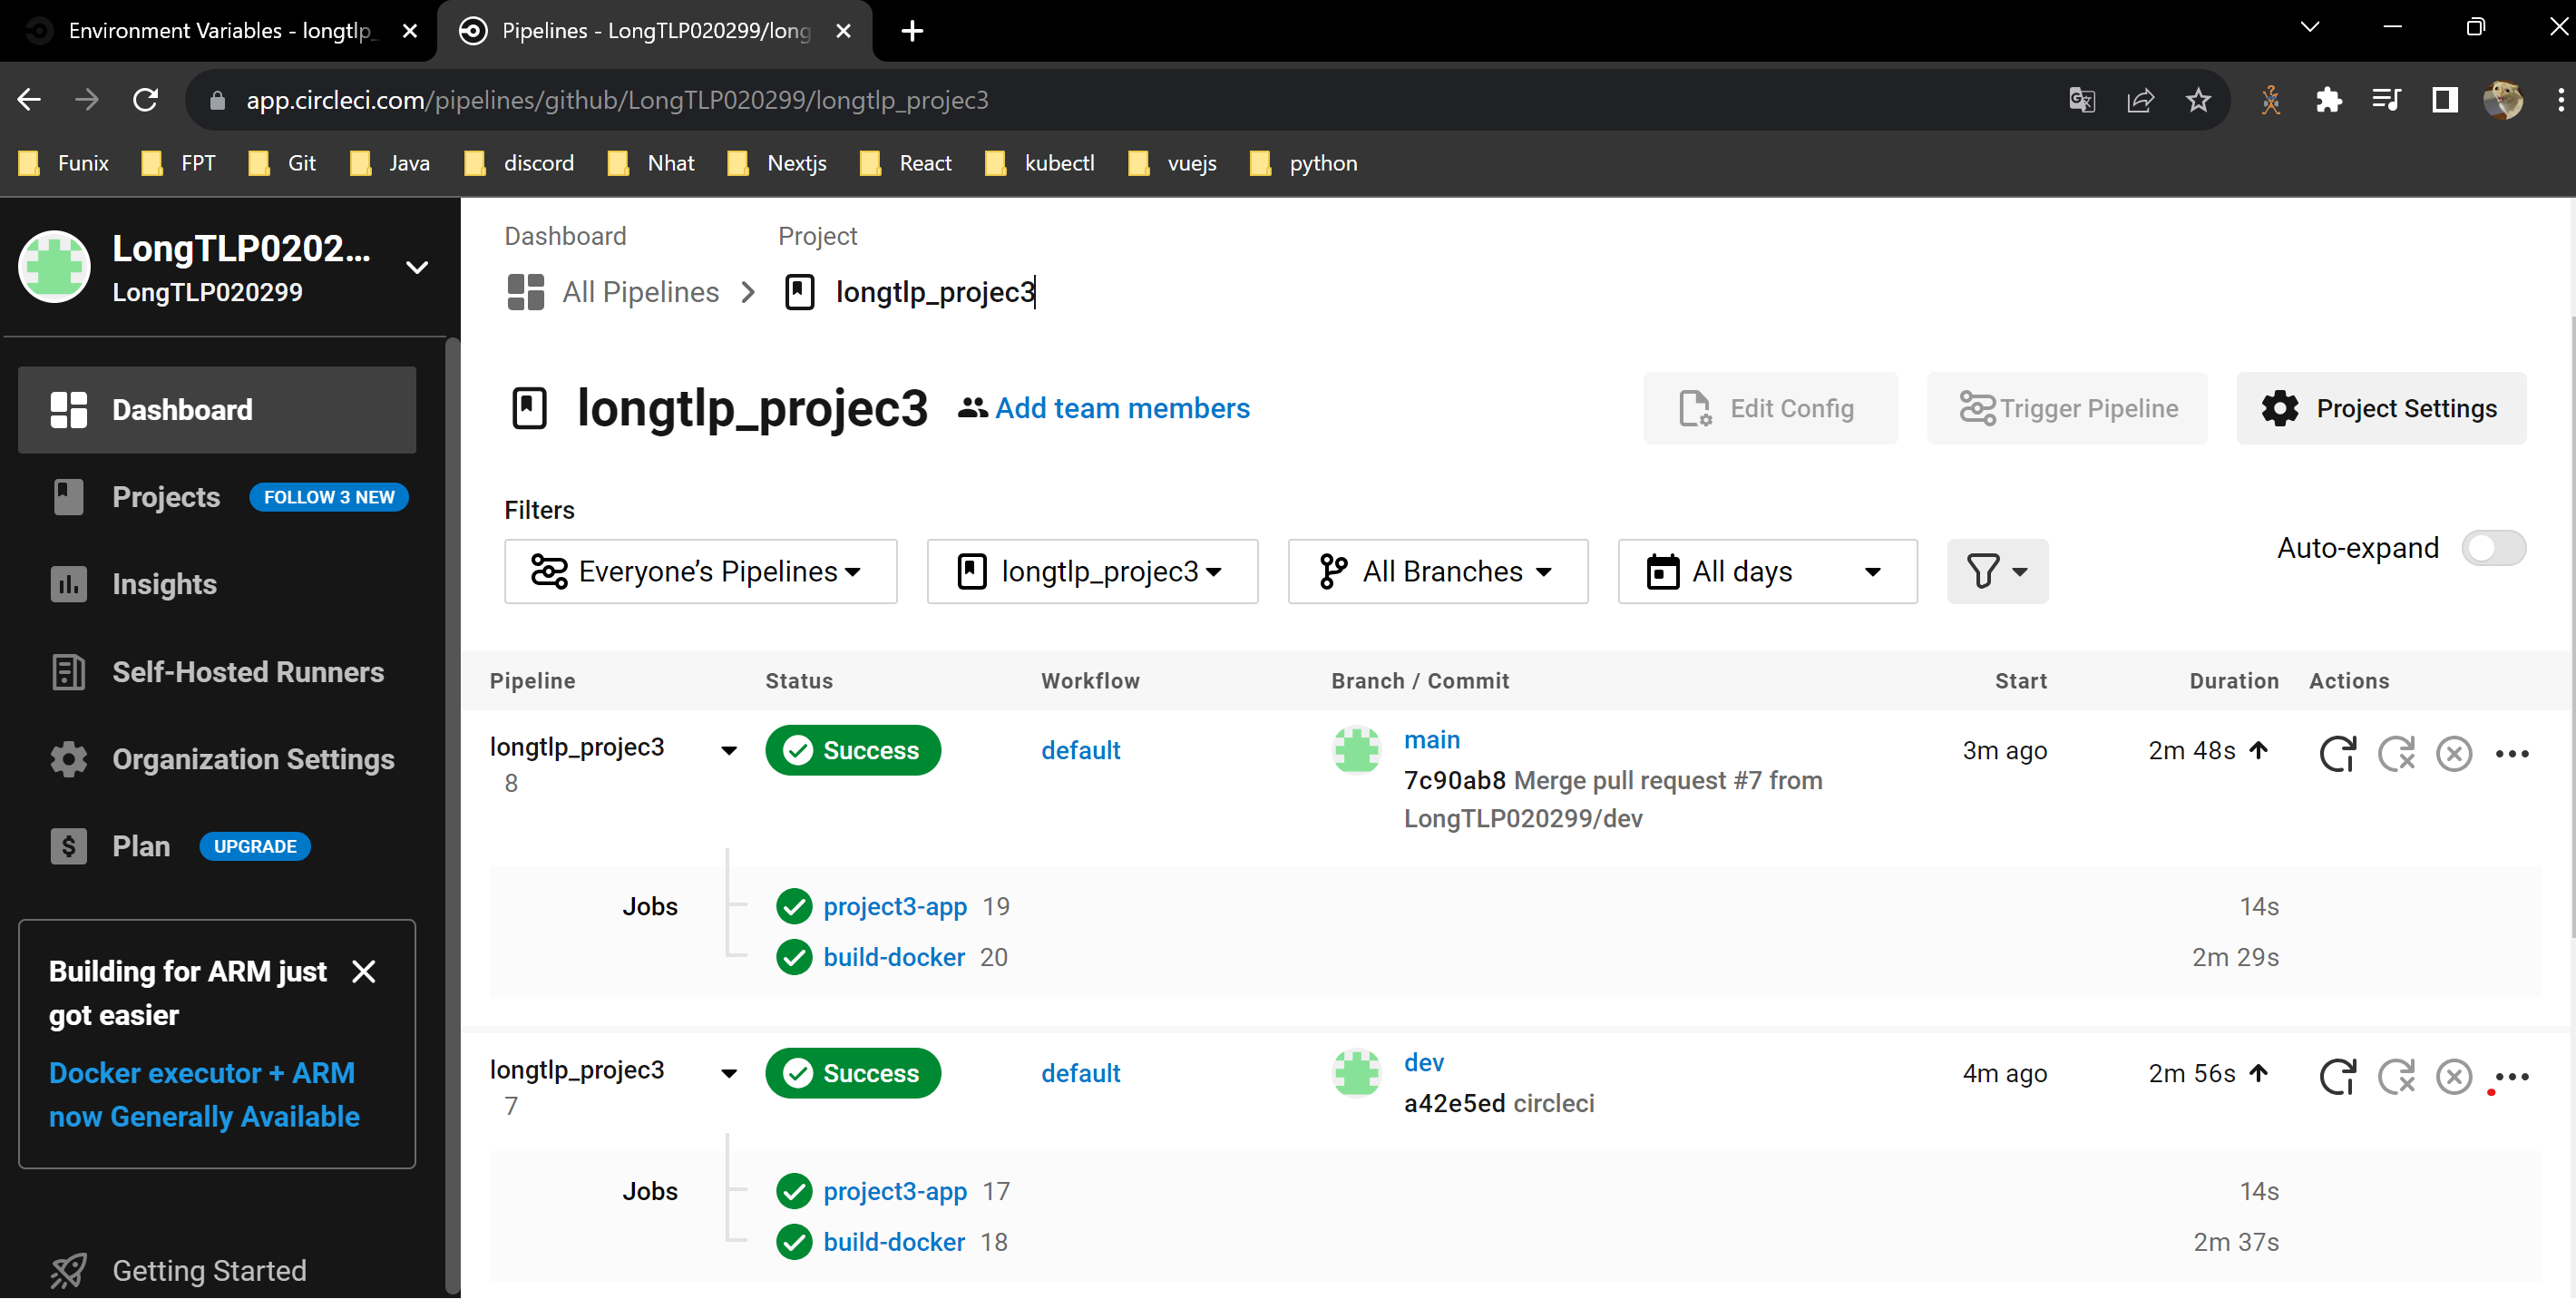 Environment Variables - longtlp_
Pipelines - LongTLP020299/long
app.circleci.com/pipelines/github/LongTLP020299/longtlp_projec3
Funix FPT Git Java discord Nhat Nextjs React kubectl vuejs python
LongTLP0202...
LongTLP020299
Dashboard
Projects FOLLOW 3 NEW
Insights
Self-Hosted Runners
Organization Settings
Plan UPGRADE
Building for ARM just
got easier
Docker executor + ARM
now Generally Available
Getting Started
Dashboard Project
All Pipelines longtlp_projec3
longtlp_projec3 Add team members Edit Config Trigger Pipeline Project Settings
Filters
Everyone’s Pipelines longtlp_projec3 All Branches All days Auto-expand
Pipeline Status Workflow Branch / Commit Start Duration Actions
longtlp_projec3 Success default main 3m ago 2m 48s
8 7c90ab8 Merge pull request #7 from
LongTLP020299/dev
Jobs project3-app 19 14s
build-docker 20 2m 29s
longtlp_projec3 Success default dev 4m ago 2m 56s
7 a42e5ed circleci
Jobs project3-app 17 14s
build-docker 18 2m 37s